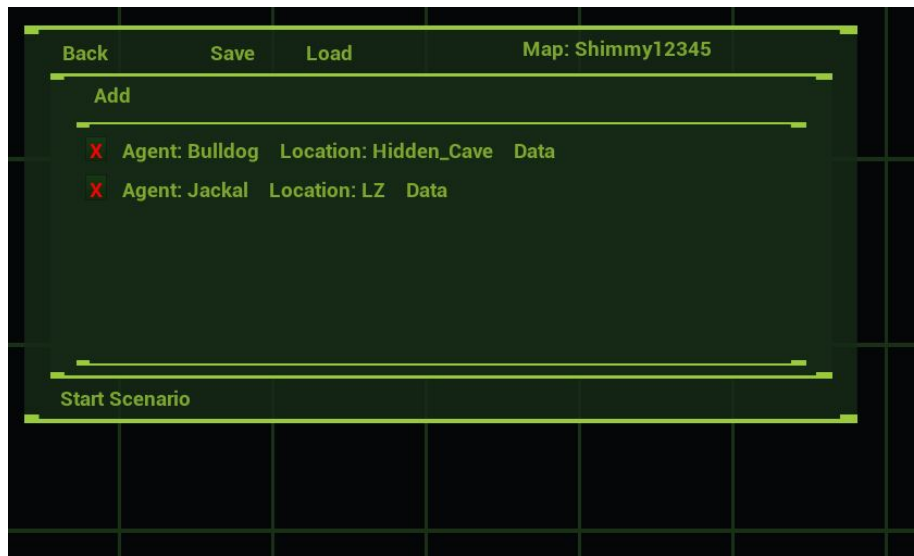 Back Save Load Map: Shimmy12345
Add
X Agent: Bulldog Location: Hidden_Cave Data
X Agent: Jackal Location: LZ Data
Start Scenario